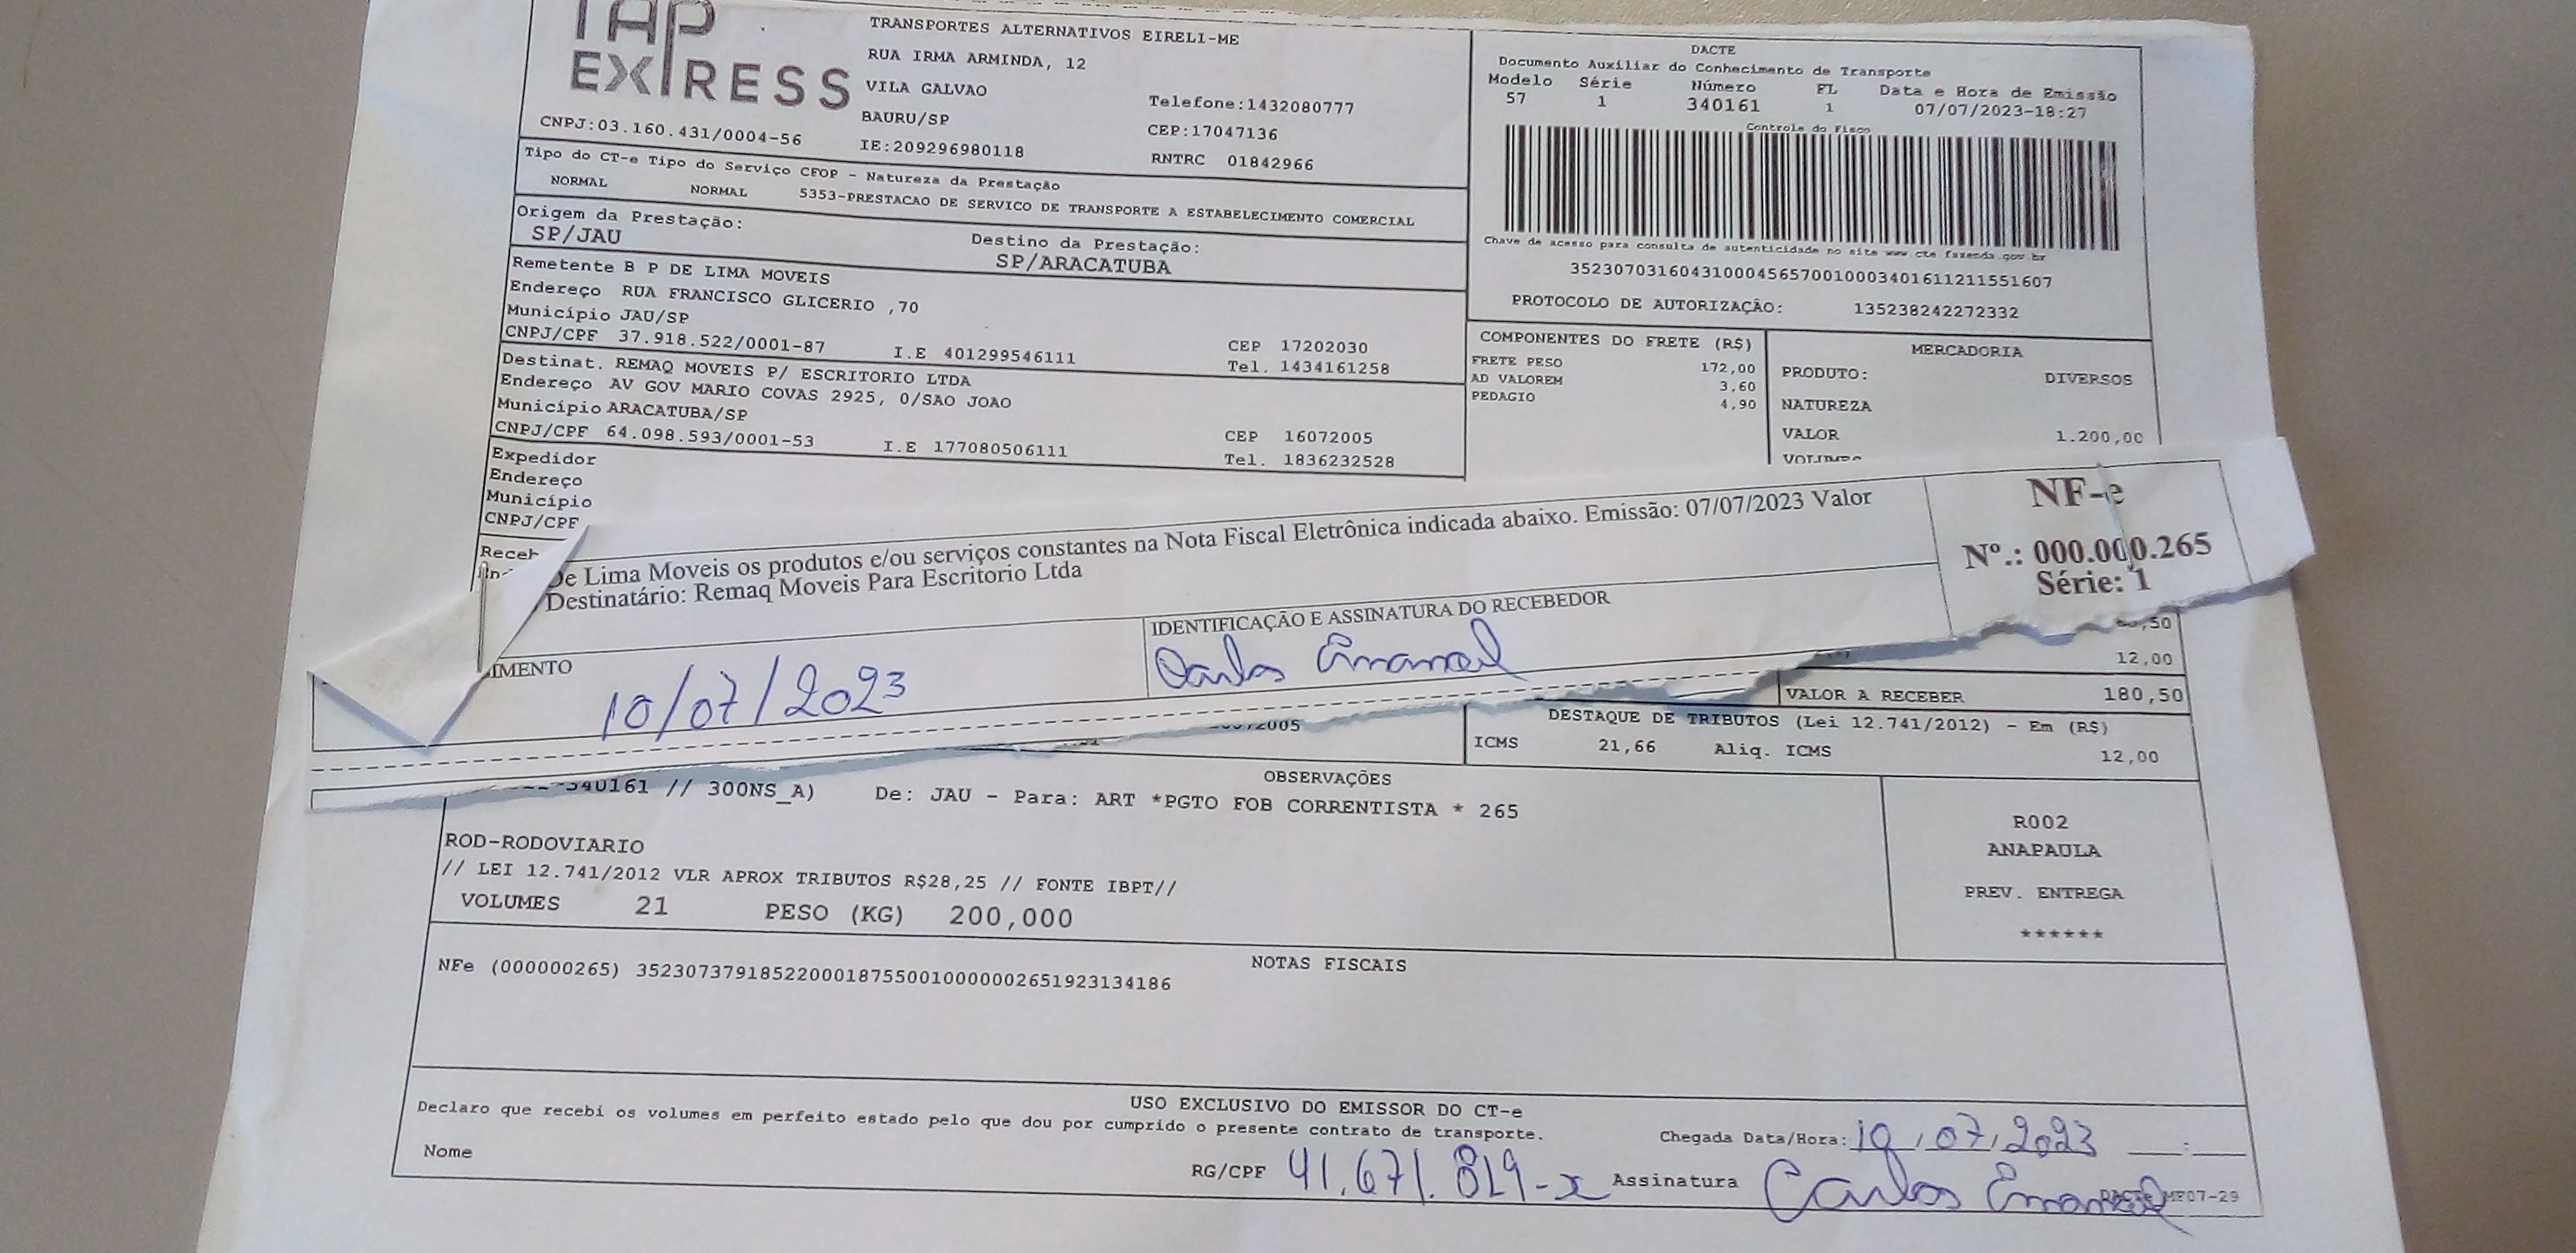 TAP
EXPRESS
CNPJ:03.160.431/0004-56
TRANSPORTES ALTERNATIVOS EIRELI-ME
RUA IRMA ARMINDA, 12
VILA GALVAO
Telefone:1432080777
BAURU/SP
CEP:17047136
IE:209296980118
RNTRC 01842966
DACTE
Documento Auxiliar do Conhecimento de Transporte
Modelo Série Número FL Data e Hora de Emissão
57 1 340161 1 07/07/2023-18:27
Controle do Fisco
Chave de acesso para consulta de autenticidade no site www.cte.fazenda.gov.br
35230703160431000456570010003401611211551607
PROTOCOLO DE AUTORIZAÇÃO: 135238242272332
Tipo do CT-e Tipo do Serviço CFOP - Natureza da Prestação
NORMAL NORMAL 5353-PRESTACAO DE SERVICO DE TRANSPORTE A ESTABELECIMENTO COMERCIAL
Origem da Prestação:
SP/JAU
Destino da Prestação:
SP/ARACATUBA
Remetente B P DE LIMA MOVEIS
Endereço RUA FRANCISCO GLICERIO ,70
Município JAU/SP
CEP 17202030
CNPJ/CPF 37.918.522/0001-87 I.E 401299546111 Tel. 1434161258
Destinat. REMAQ MOVEIS P/ ESCRITORIO LTDA
Endereço AV GOV MARIO COVAS 2925, 0/SAO JOAO
Município ARACATUBA/SP
CEP 16072005
CNPJ/CPF 64.098.593/0001-53 I.E 177080506111 Tel. 1836232528
Expedidor
Endereço
Município
CNPJ/CPF
COMPONENTES DO FRETE (R$)
FRETE PESO 172,00
AD VALOREM 3,60
PEDAGIO 4,90
MERCADORIA
PRODUTO: DIVERSOS
NATUREZA
VALOR 1.200,00
De Lima Moveis os produtos e/ou serviços constantes na Nota Fiscal Eletrônica indicada abaixo. Emissão: 07/07/2023 Valor
Destinatário: Remaq Moveis Para Escritorio Ltda
NF-e
Nº.: 000.000.265
Série: 1
IMENTO
10/07/2023
IDENTIFICAÇÃO E ASSINATURA DO RECEBEDOR
Carlos Emanoel
12,00
VALOR A RECEBER 180,50
DESTAQUE DE TRIBUTOS (Lei 12.741/2012) - Em (R$)
ICMS 21,66 Aliq. ICMS 12,00
OBSERVAÇÕES
340161 // 300NS_A) De: JAU - Para: ART *PGTO FOB CORRENTISTA * 265
ROD-RODOVIARIO
// LEI 12.741/2012 VLR APROX TRIBUTOS R$28,25 // FONTE IBPT//
VOLUMES 21 PESO (KG) 200,000
R002
ANAPAULA
PREV. ENTREGA
******
NOTAS FISCAIS
NFe (000000265) 35230737918522000187550010000002651923134186
USO EXCLUSIVO DO EMISSOR DO CT-e
Declaro que recebi os volumes em perfeito estado pelo que dou por cumprido o presente contrato de transporte.
Chegada Data/Hora: 10/07/2023 :
Nome
RG/CPF 41.671.819-x Assinatura Carlos Emanoel
DACTe MF07-29